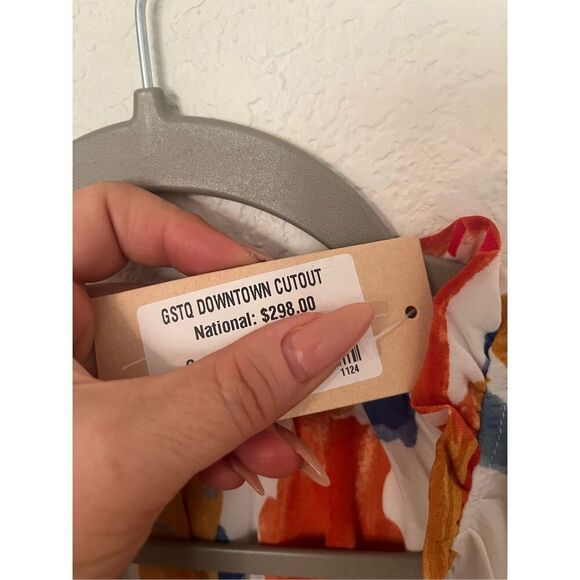 GSTQ DOWNTOWN CUTOUT
National: $298.00
1124